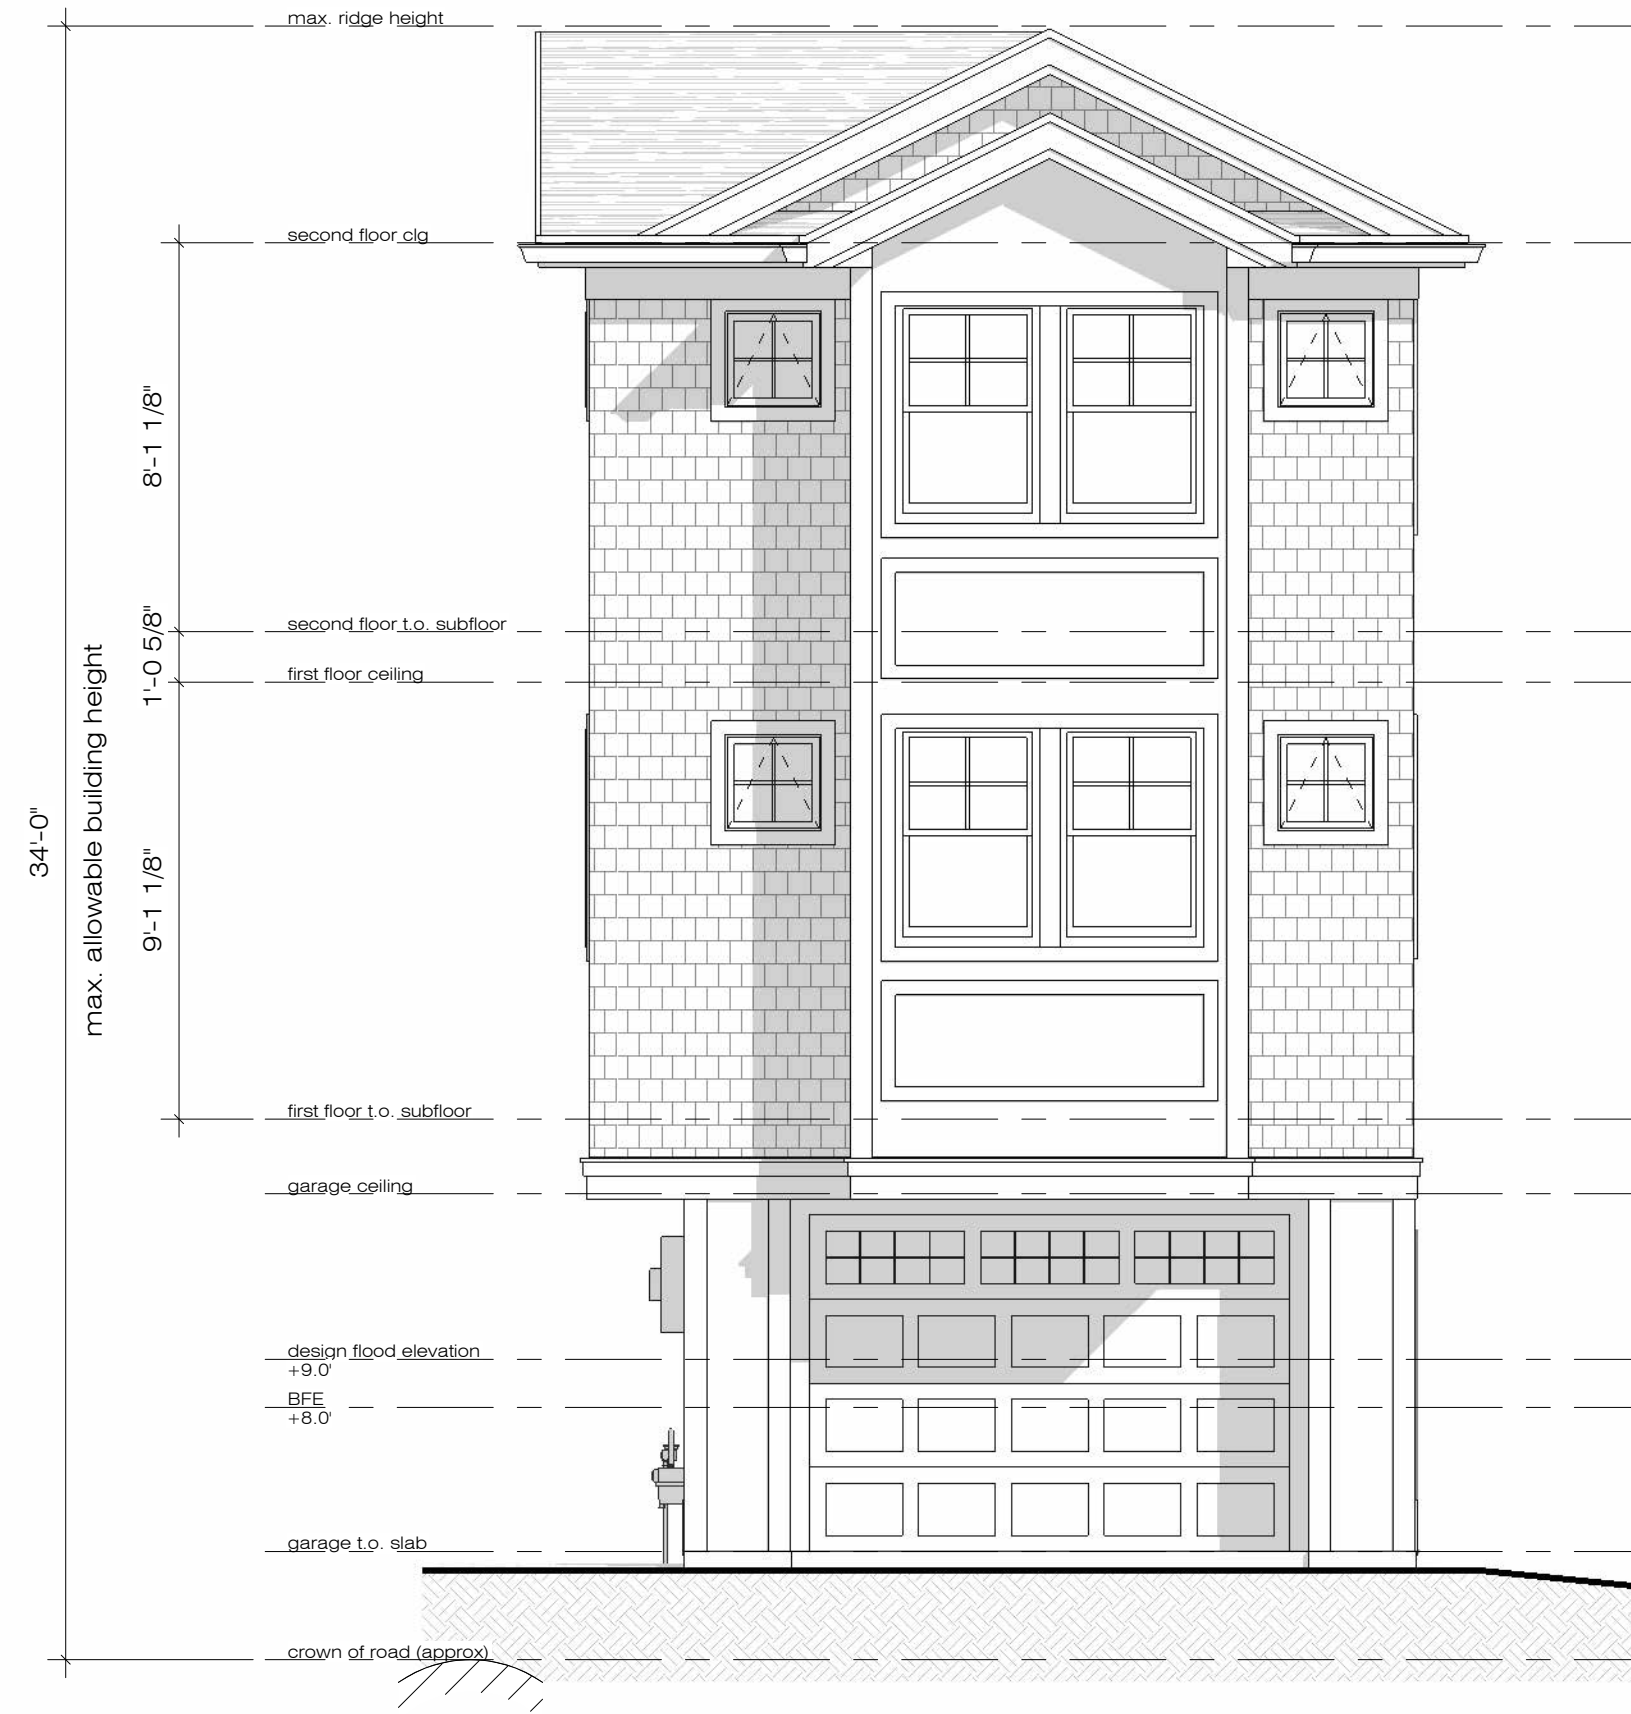 max. ridge height
second floor clg
8'-1 1/8"
second floor t.o. subfloor
1'-0 5/8"
first floor ceiling
max. allowable building height
34'-0"
9'-1 1/8"
first floor t.o. subfloor
garage ceiling
design flood elevation
+9.0'
BFE
+8.0'
garage t.o. slab
crown of road (approx)